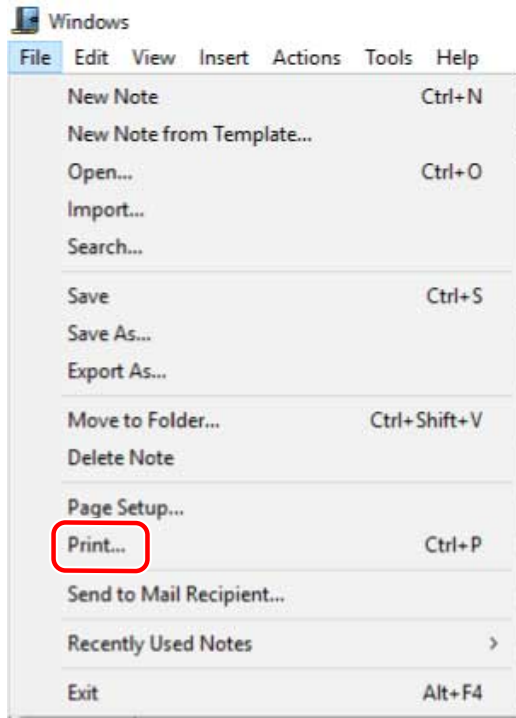 Windows
File Edit View Insert Actions Tools Help
New Note Ctrl+N
New Note from Template...
Open... Ctrl+O
Import...
Search...
Save Ctrl+S
Save As...
Export As...
Move to Folder... Ctrl+Shift+V
Delete Note
Page Setup...
Print... Ctrl+P
Send to Mail Recipient...
Recently Used Notes >
Exit Alt+F4